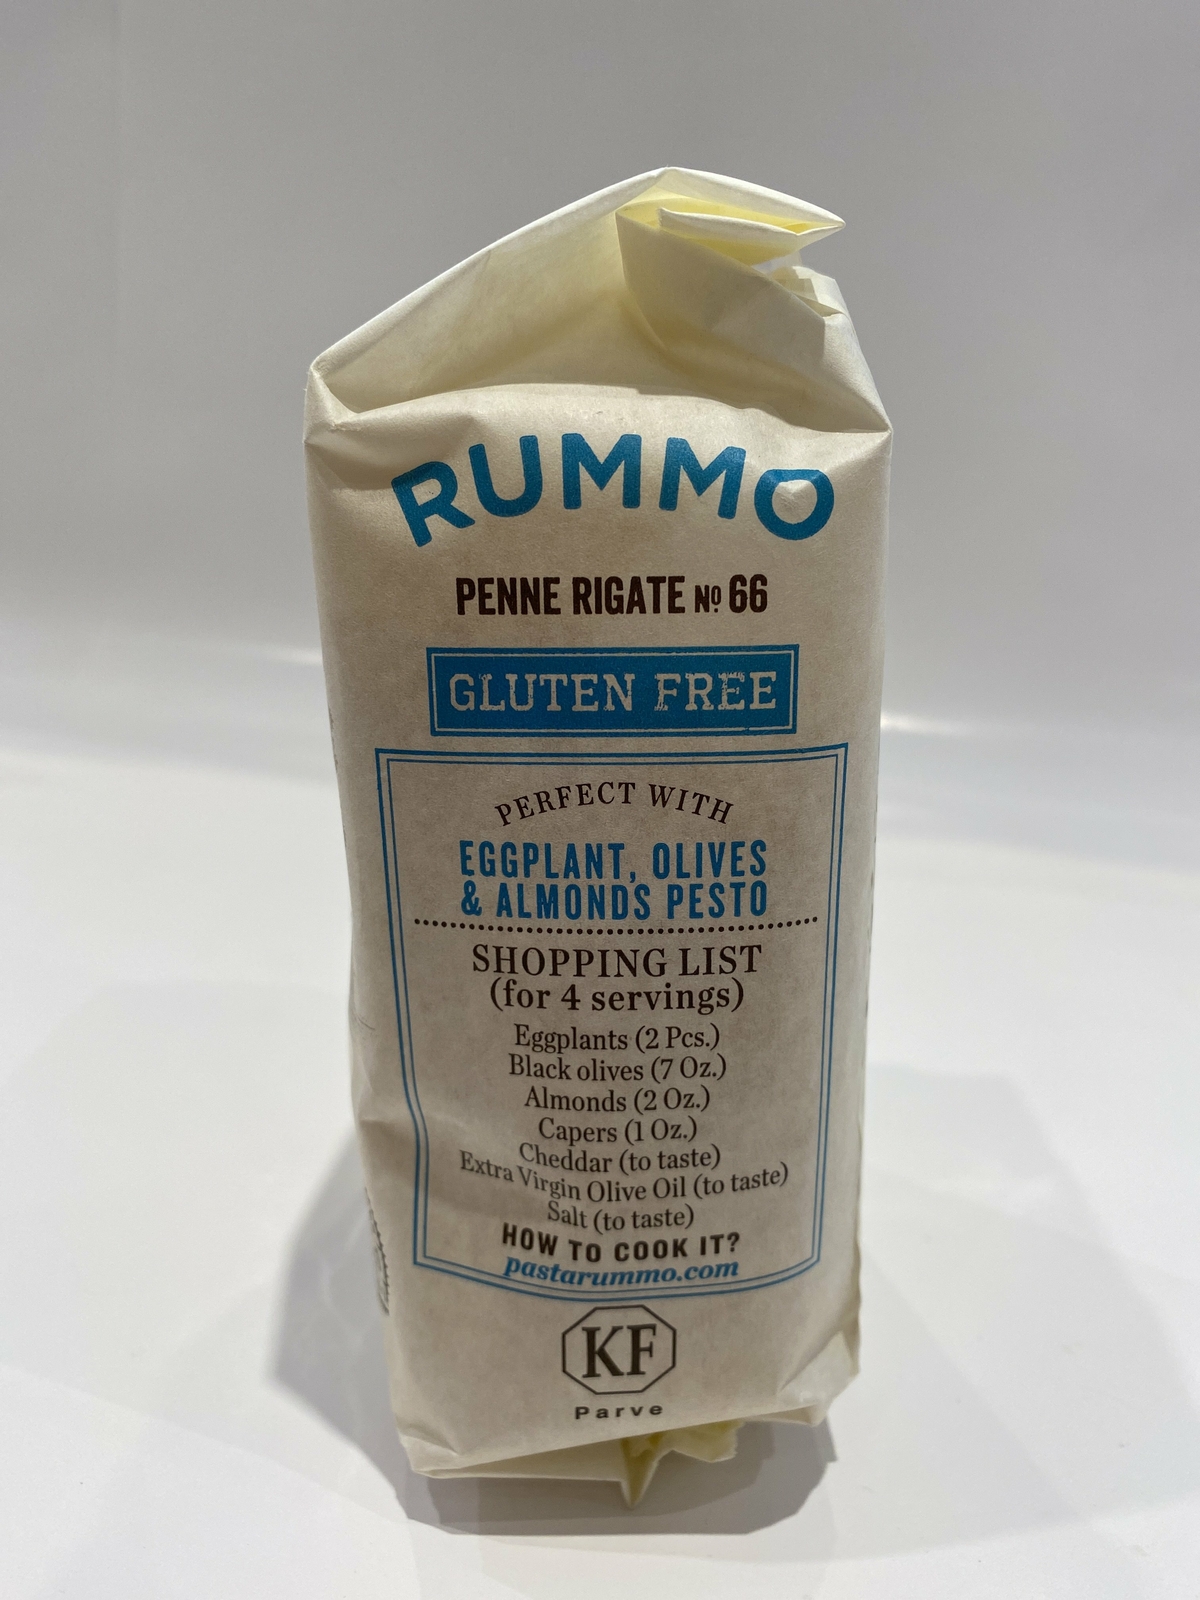 RUMMO
PENNE RIGATE Nº 66
GLUTEN FREE
PERFECT WITH
EGGPLANT, OLIVES
& ALMONDS PESTO
SHOPPING LIST
(for 4 servings)
Eggplants (2 Pcs.)
Black olives (7 Oz.)
Almonds (2 Oz.)
Capers (1 Oz.)
Cheddar (to taste)
Extra Virgin Olive Oil (to taste)
Salt (to taste)
HOW TO COOK IT?
pastarummo.com
KF
Parve